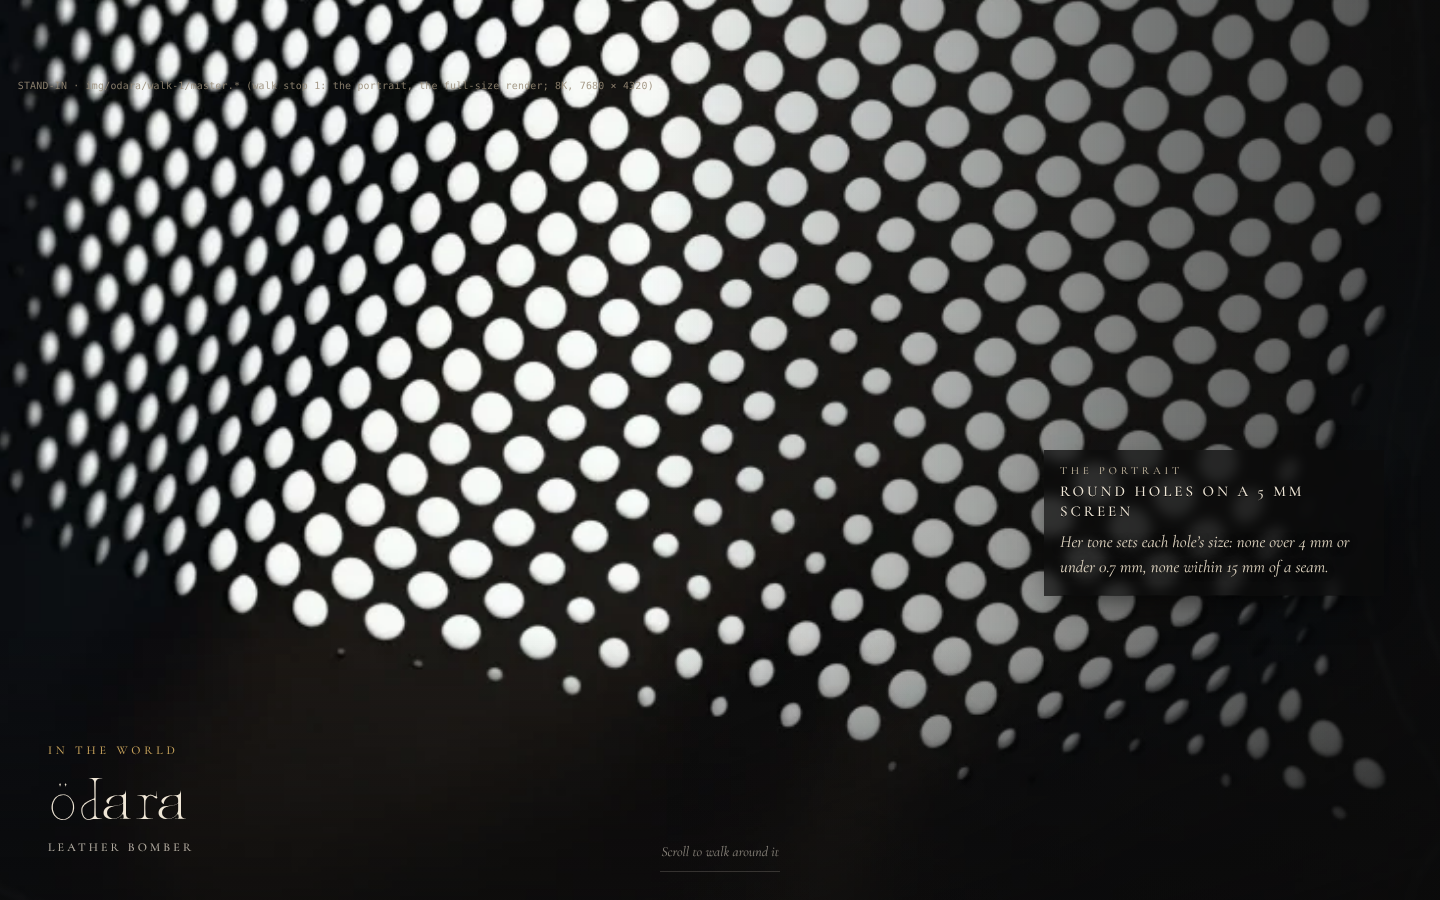 STAND-IN · img/odara/walk-1/master.* (walk stop 1: the portrait, the full-size render; 8K, 7680 × 4320)
THE PORTRAIT
ROUND HOLES ON A 5 MM
SCREEN
Her tone sets each hole’s size: none over 4 mm or
under 0.7 mm, none within 15 mm of a seam.
IN THE WORLD
ödara
LEATHER BOMBER
Scroll to walk around it